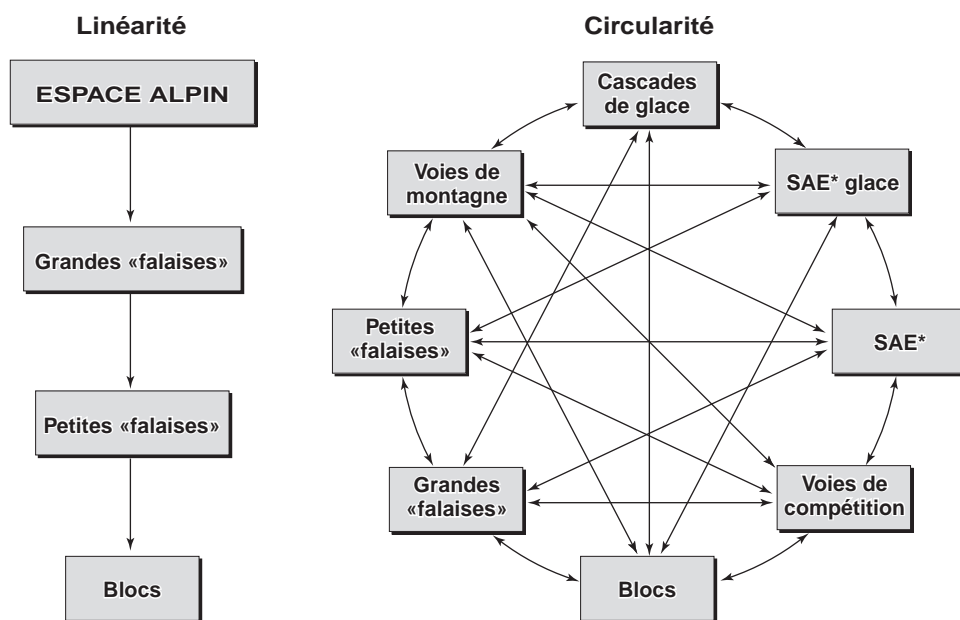 Linéarité
ESPACE ALPIN
Grandes «falaises»
Petites «falaises»
Blocs
Circularité
Cascades
de glace
Voies de
montagne
SAE* glace
Petites
«falaises»
SAE*
Grandes
«falaises»
Voies de
compétition
Blocs